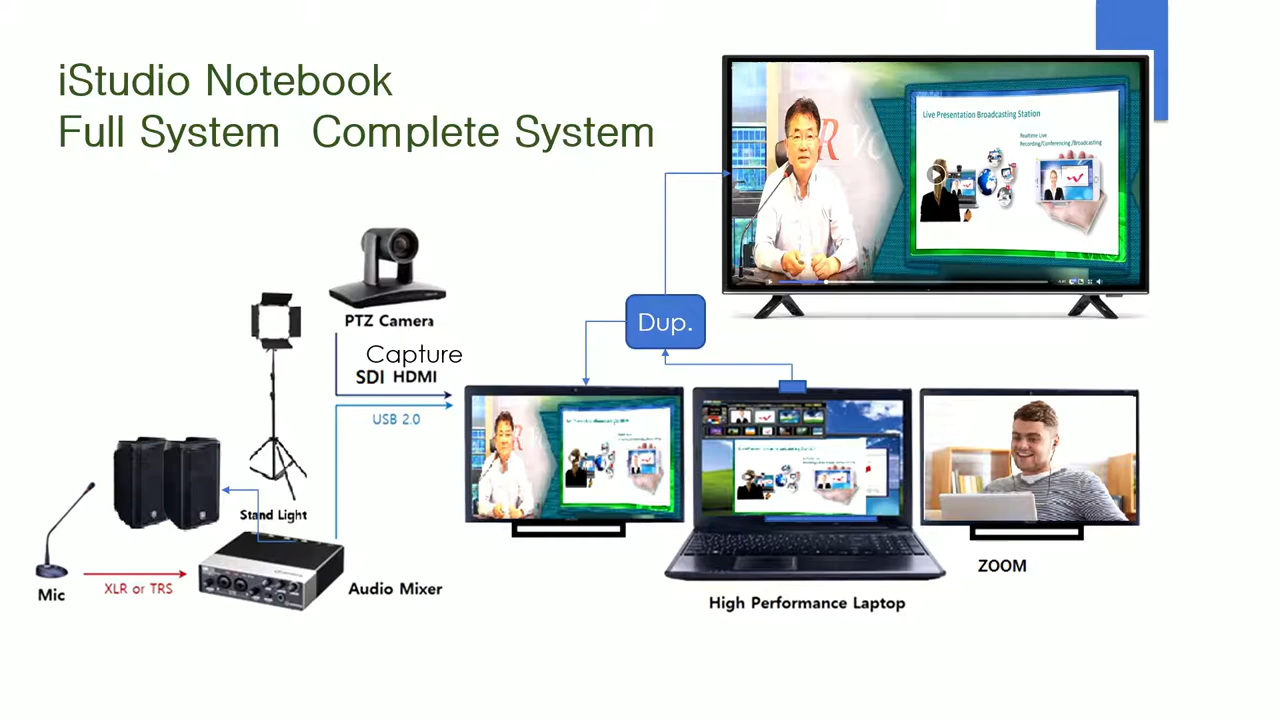 iStudio Notebook
Full System Complete System
Live Presentation Broadcasting Station
Realtime Live
Recording/Conferencing /Broadcasting
PTZ Camera
Dup.
Capture
SDI HDMI
USB 2.0
Stand Light
Mic
XLR or TRS
Audio Mixer
High Performance Laptop
ZOOM